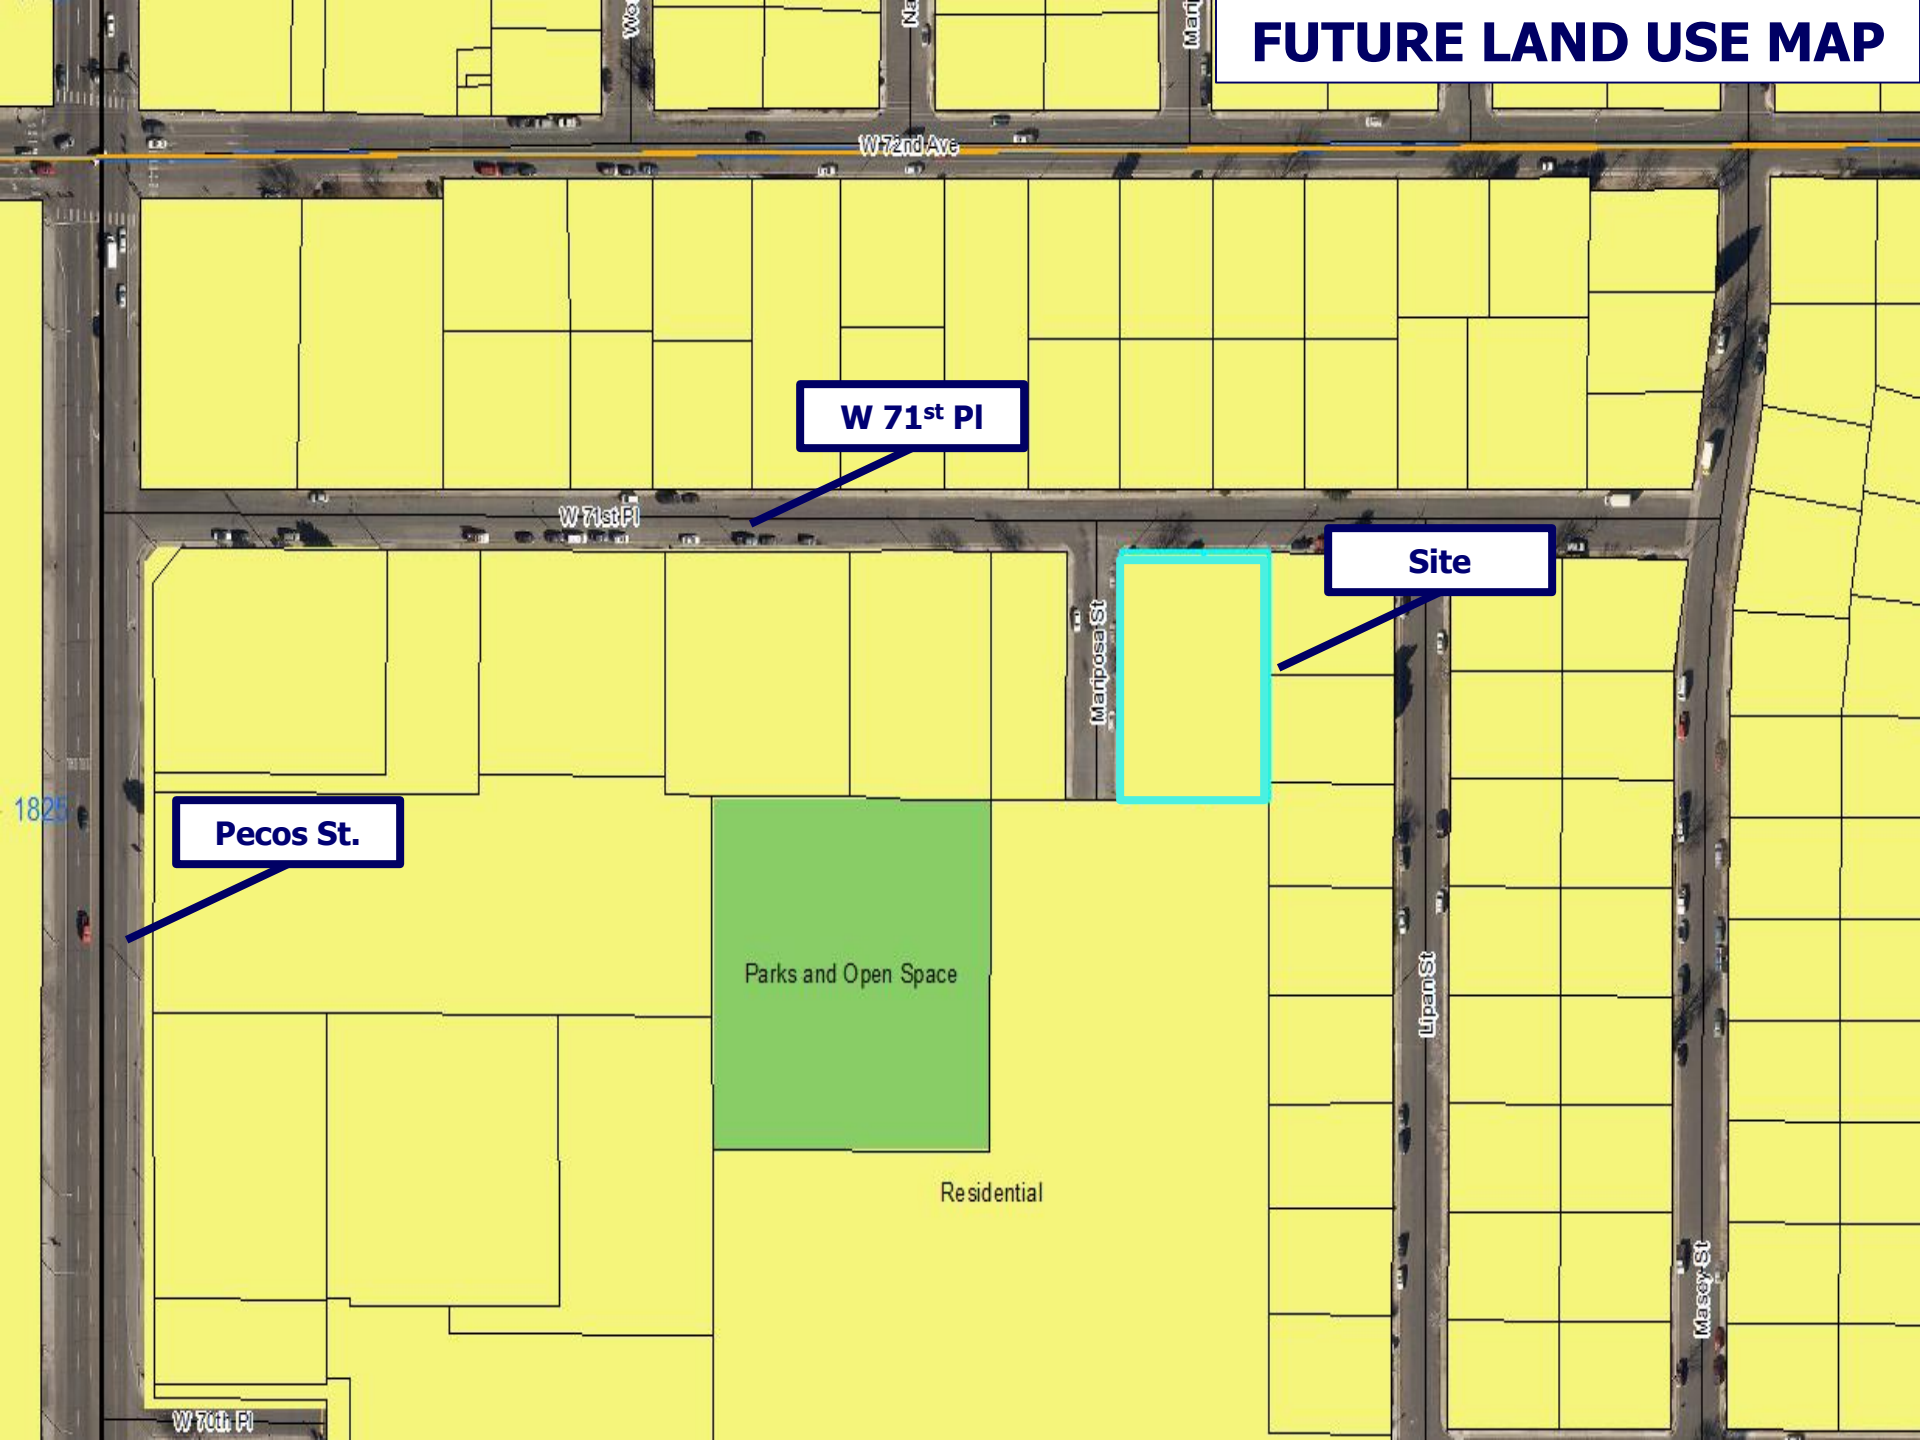 FUTURE LAND USE MAP
W 72nd Ave
W 71st Pl
W 71st Pl
Site
Mariposa St
1825
Pecos St.
Parks and Open Space
Lipan St
Residential
Masey St
W 70th Pl